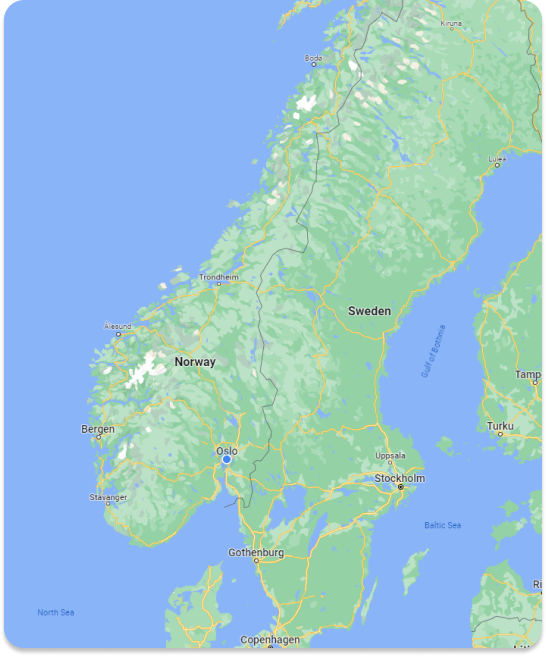 Kiruna
Bodø
Luleå
Trondheim
Sweden
Ålesund
Gulf of Bothnia
Norway
Tamp
Bergen
Turku
Oslo
Uppsala
Stockholm
Stavanger
Baltic Sea
Gothenburg
Ri
North Sea
Copenhagen